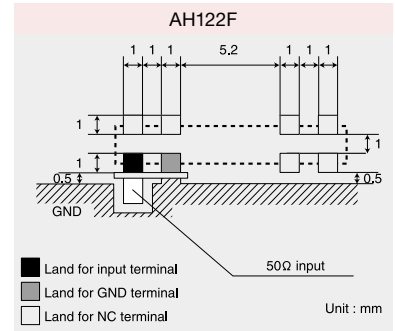 AH122F
1 1 1 5.2 1 1 1
1
1
1
0.5
0.5
GND
50Ω input
Land for input terminal
Land for GND terminal
Land for NC terminal
Unit : mm